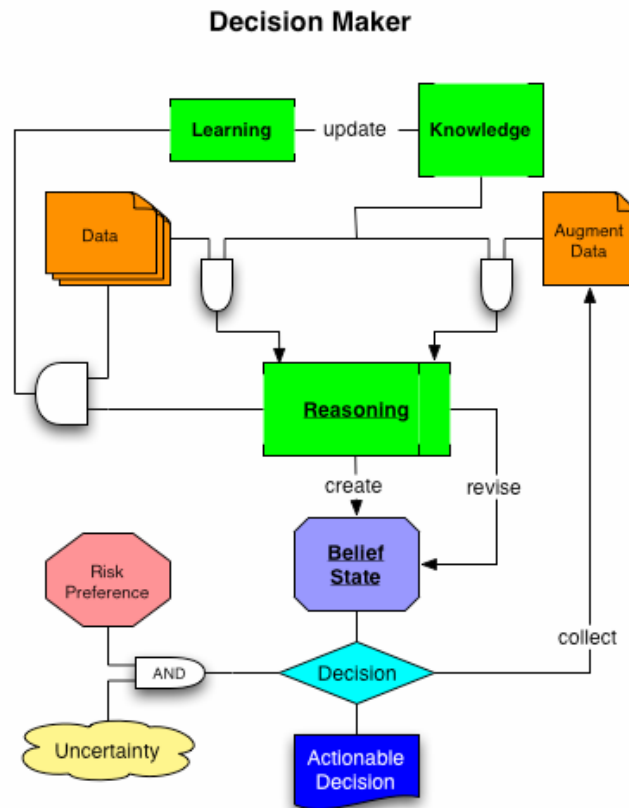 Decision Maker
Learning
update
Knowledge
Data
Augment
Data
Reasoning
create
revise
Belief
State
Risk
Preference
collect
AND
Decision
Uncertainty
Actionable
Decision